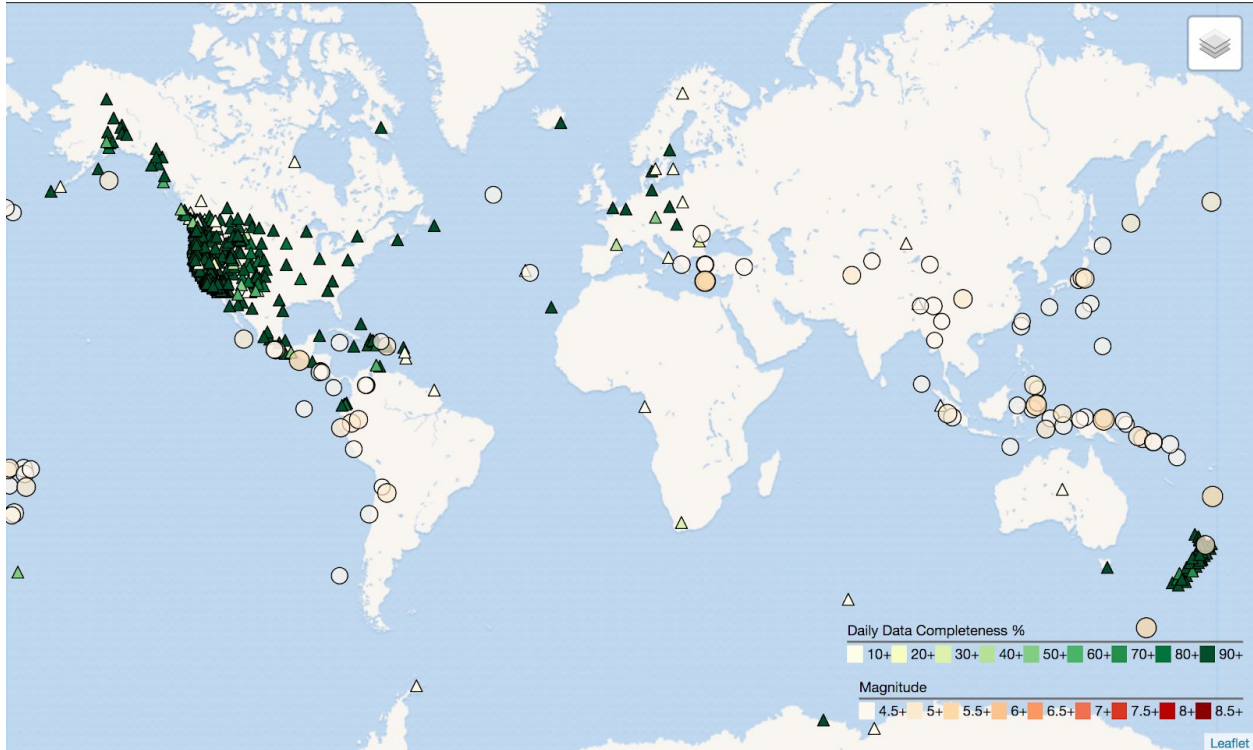 Daily Data Completeness %
10+ 20+ 30+ 40+ 50+ 60+ 70+ 80+ 90+
Magnitude
4.5+ 5+ 5.5+ 6+ 6.5+ 7+ 7.5+ 8+ 8.5+
Leaflet